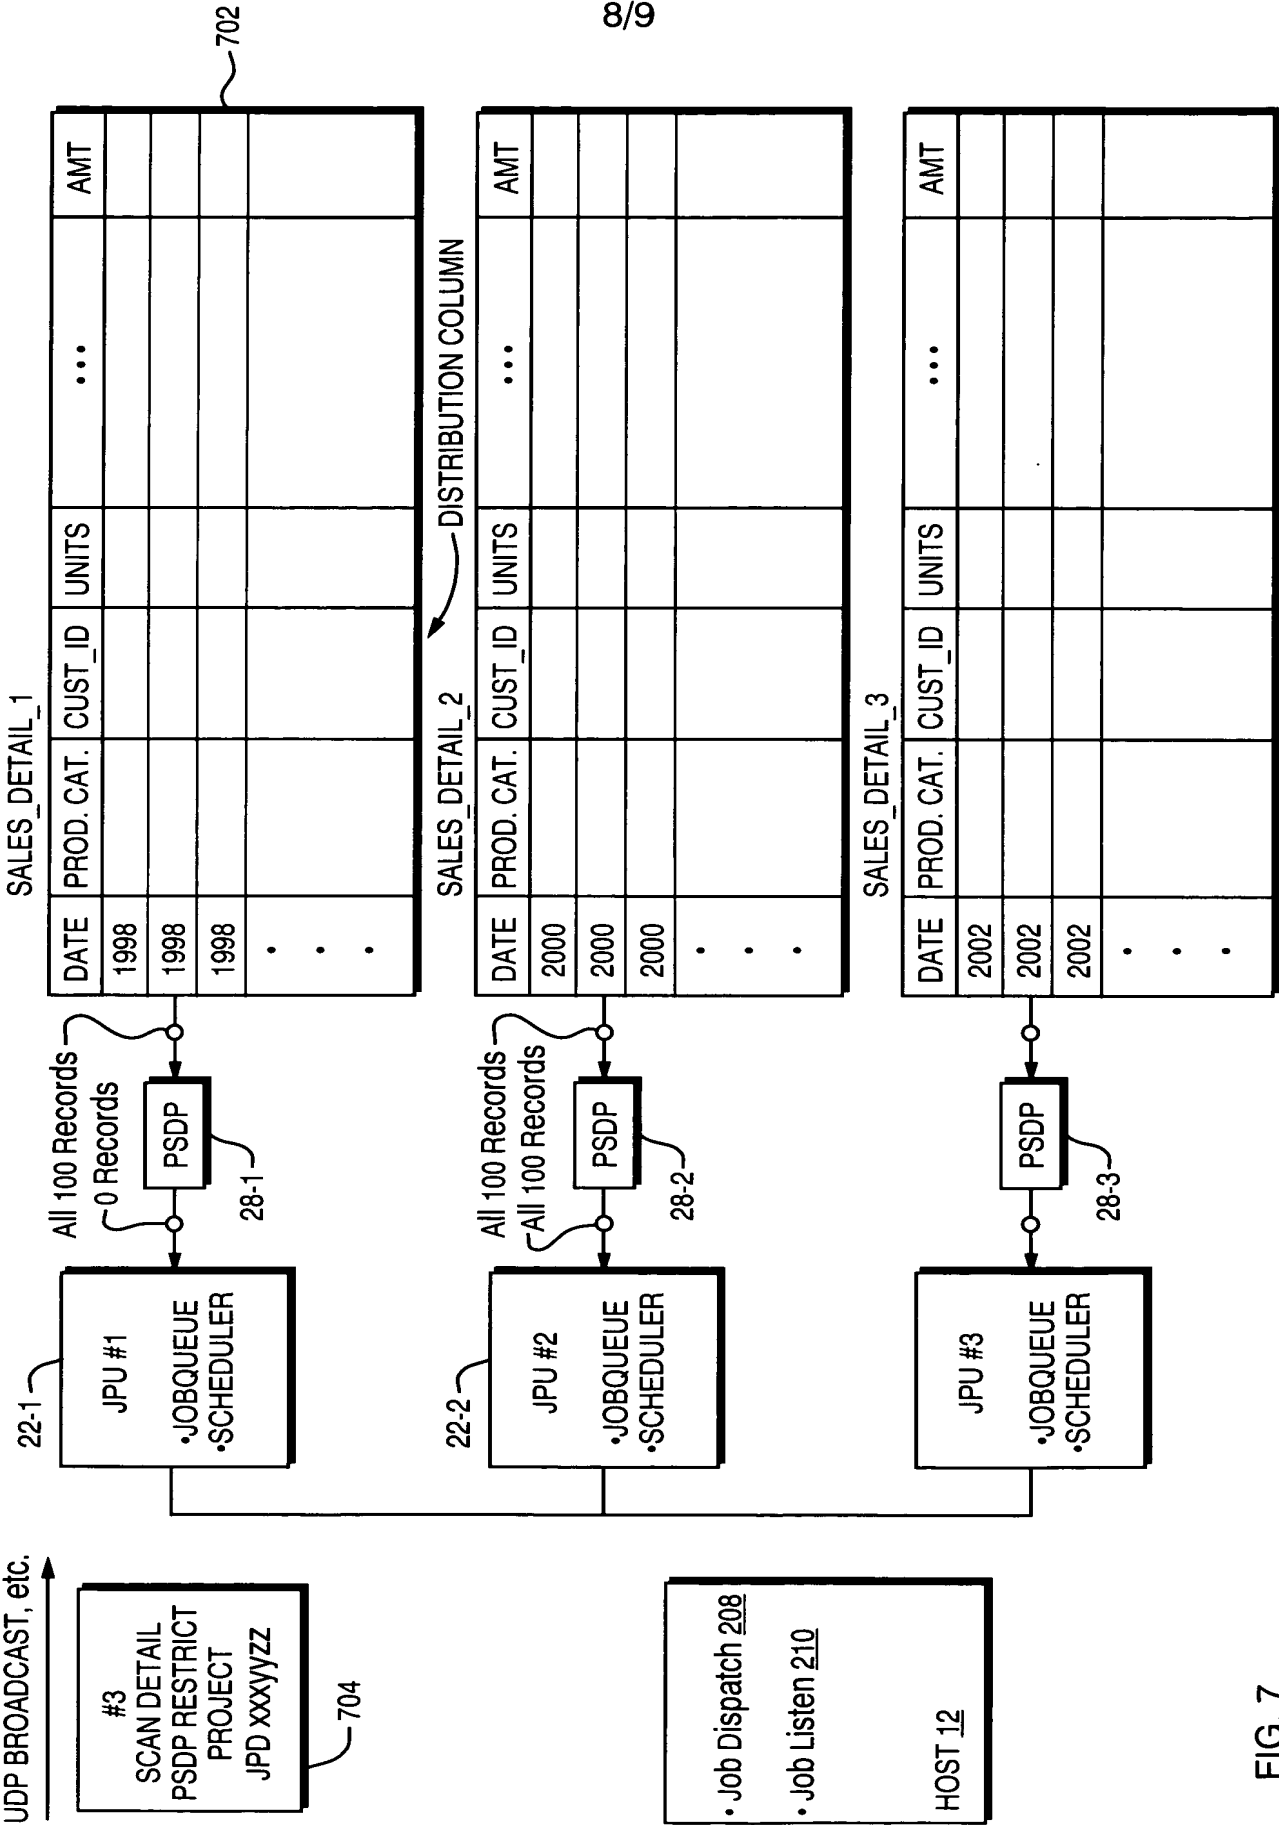 8/9
UDP BROADCAST, etc.
#3
SCAN DETAIL
PSDP RESTRICT
PROJECT
JPD xxxyyzz
704
• Job Dispatch 208
• Job Listen 210
HOST 12
22-1
JPU #1
•JOBQUEUE
•SCHEDULER
All 100 Records
0 Records
PSDP
28-1
SALES_DETAIL_1
DATE PROD. CAT. CUST_ID UNITS ... AMT
1998
1998
1998
.
.
.
702
DISTRIBUTION COLUMN
22-2
JPU #2
•JOBQUEUE
•SCHEDULER
All 100 Records
All 100 Records
PSDP
28-2
SALES_DETAIL_2
DATE PROD. CAT. CUST_ID UNITS ... AMT
2000
2000
2000
.
.
.
JPU #3
•JOBQUEUE
•SCHEDULER
PSDP
28-3
SALES_DETAIL_3
DATE PROD. CAT. CUST_ID UNITS ... AMT
2002
2002
2002
.
.
.
FIG. 7